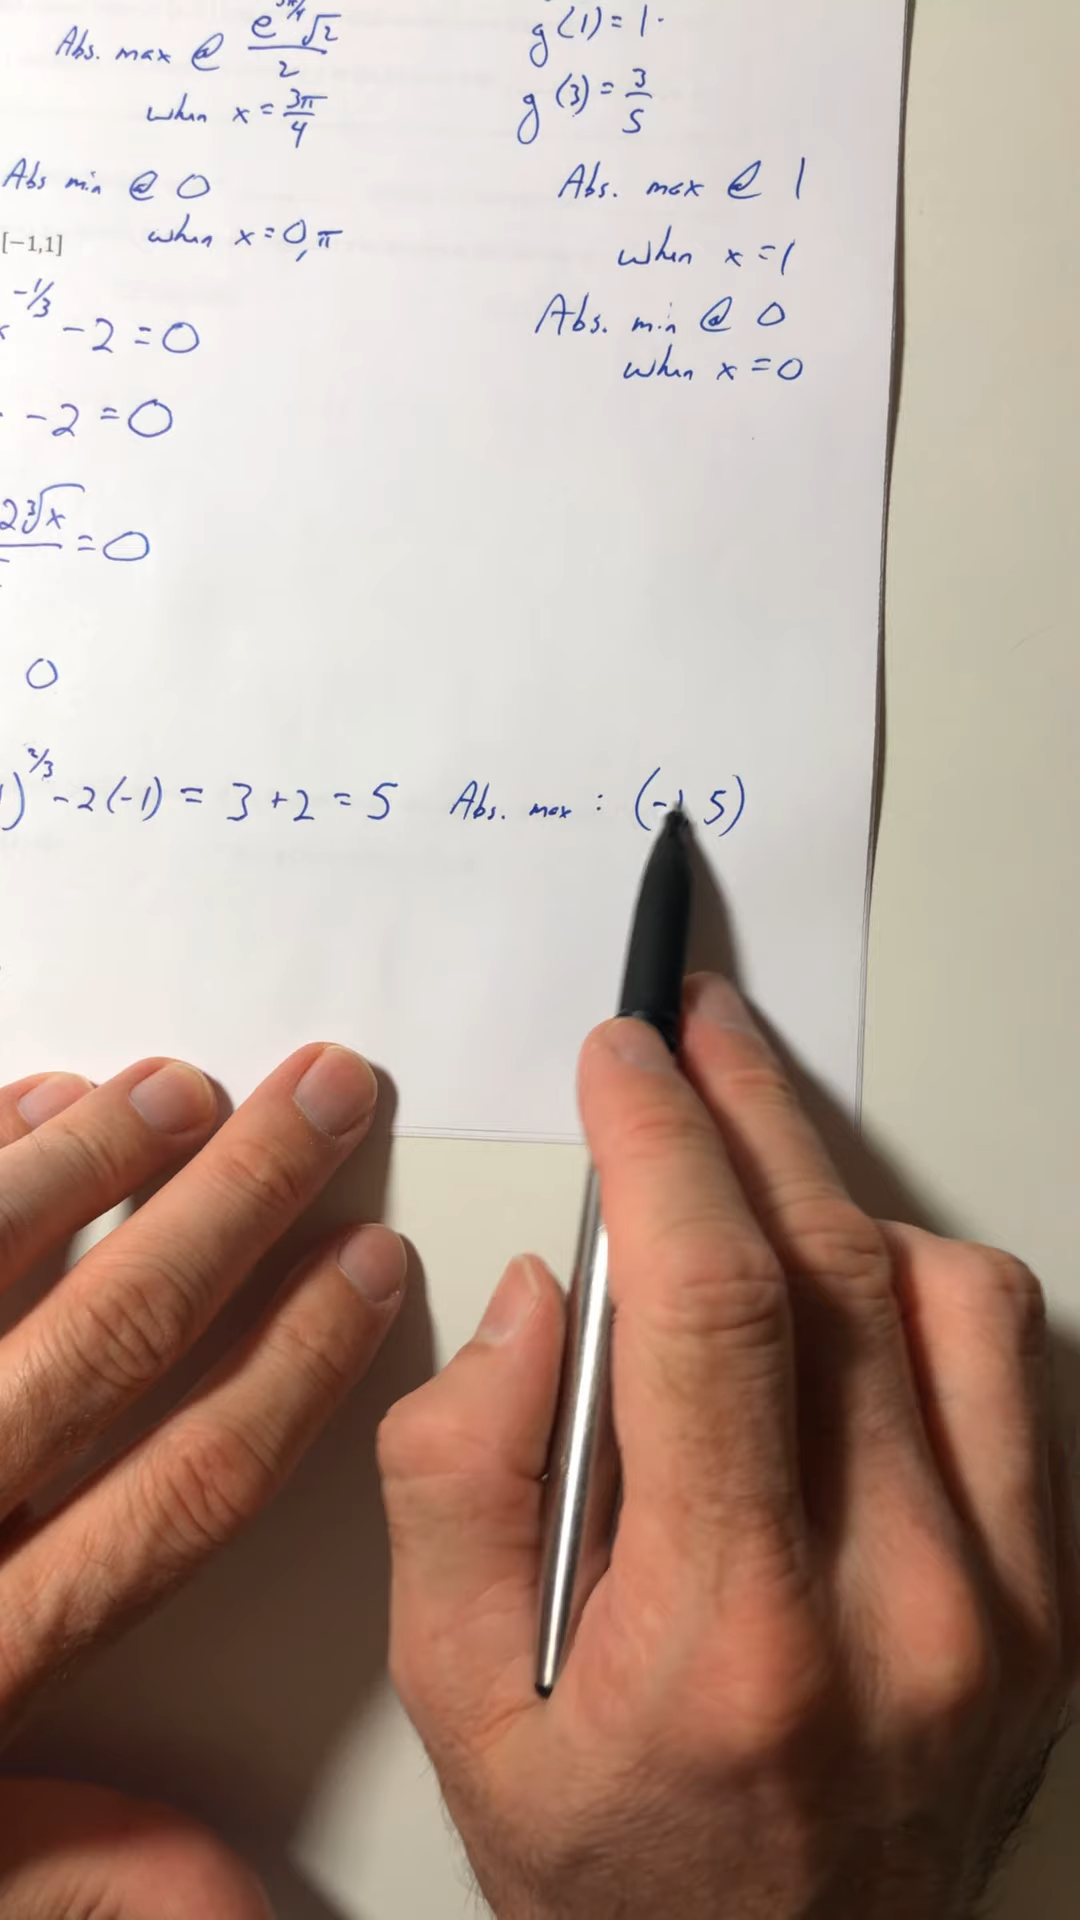 Abs. max @ e^(3π/4)√2/2
when x = 3π/4
Abs min @ 0
when x = 0, π
[−1,1]
-1/3 - 2 = 0
- 2 = 0
2∛x = 0
0
)^(2/3) - 2(-1) = 3 + 2 = 5 Abs. max : (-1, 5)
g(1) = 1
g(3) = 3/5
Abs. max @ 1
when x = 1
Abs. min @ 0
when x = 0